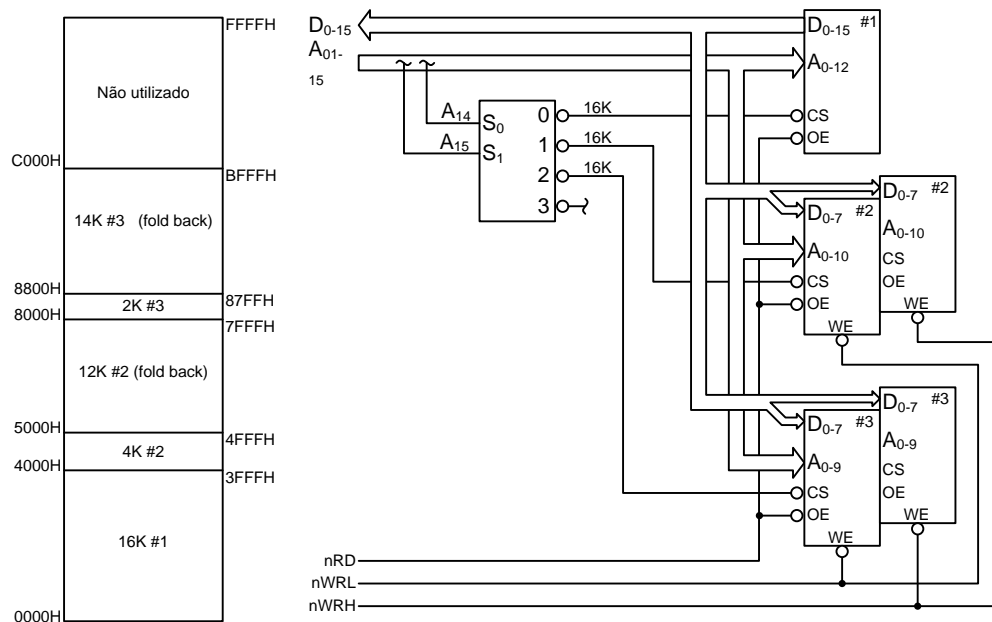 FFFFH
Não utilizado
C000H
BFFFH
14K #3 (fold back)
8800H
87FFH
2K #3
8000H
7FFFH
12K #2 (fold back)
5000H
4FFFH
4K #2
4000H
3FFFH
16K #1
0000H
D0-15
A01-
15
A14
A15
S0
S1
0
1
2
3
16K
16K
16K
D0-15 #1
A0-12
CS
OE
D0-7 #2
A0-10
CS
OE
WE
D0-7 #2
A0-10
CS
OE
WE
D0-7 #3
A0-9
CS
OE
WE
D0-7
#3
A0-9
CS
OE
WE
nRD
nWRL
nWRH